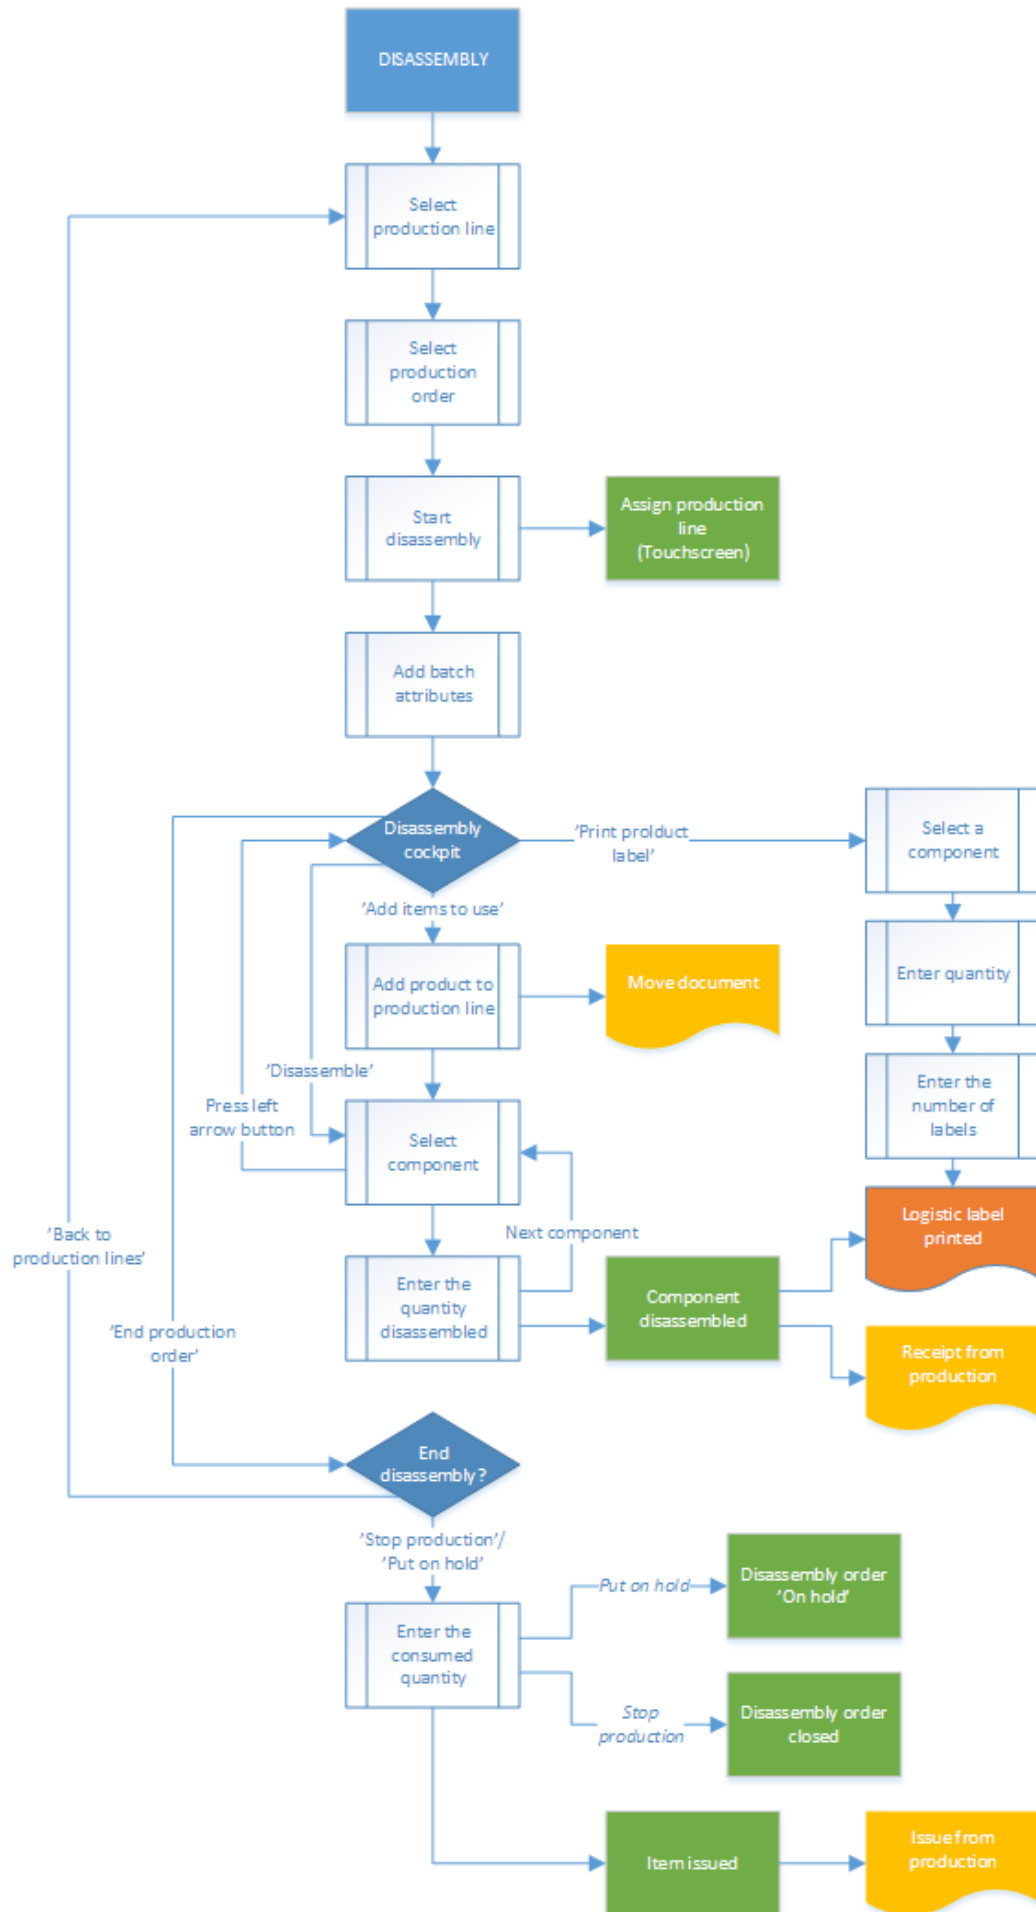 DISASSEMBLY
Select
production line
Select
production
order
Start
disassembly
Assign production
line
(Touchscreen)
Add batch
attributes
Disassembly
cockpit
'Print prolduct
label'
Select a
component
'Add items to use'
Add product to
production line
Move document
Enter quantity
'Disassemble'
Press left
arrow button
Select
component
Enter the
number of
labels
Next component
Logistic label
printed
'Back to
production lines'
Enter the
quantity
disassembled
Component
disassembled
'End production
order'
Receipt from
production
End
disassembly?
'Stop production'/
'Put on hold'
Enter the
consumed
quantity
Put on hold
Disassembly order
'On hold'
Stop
production
Disassembly order
closed
Item issued
Issue from
production